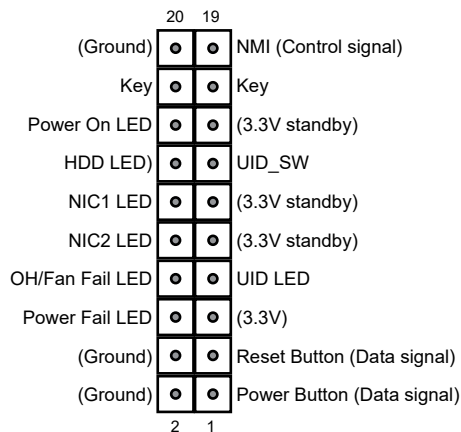 20 19
(Ground) NMI (Control signal)
Key Key
Power On LED (3.3V standby)
HDD LED) UID_SW
NIC1 LED (3.3V standby)
NIC2 LED (3.3V standby)
OH/Fan Fail LED UID LED
Power Fail LED (3.3V)
(Ground) Reset Button (Data signal)
(Ground) Power Button (Data signal)
2 1